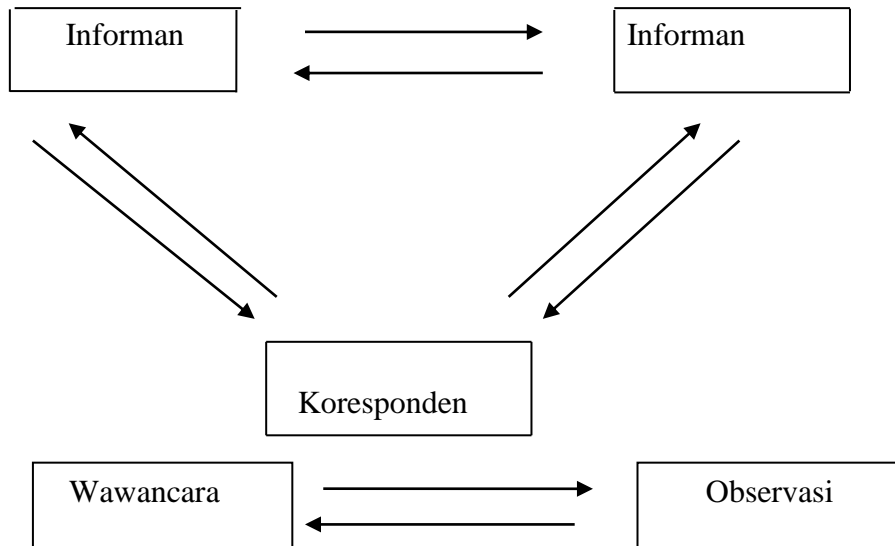 Informan
Informan
Koresponden
Wawancara
Observasi